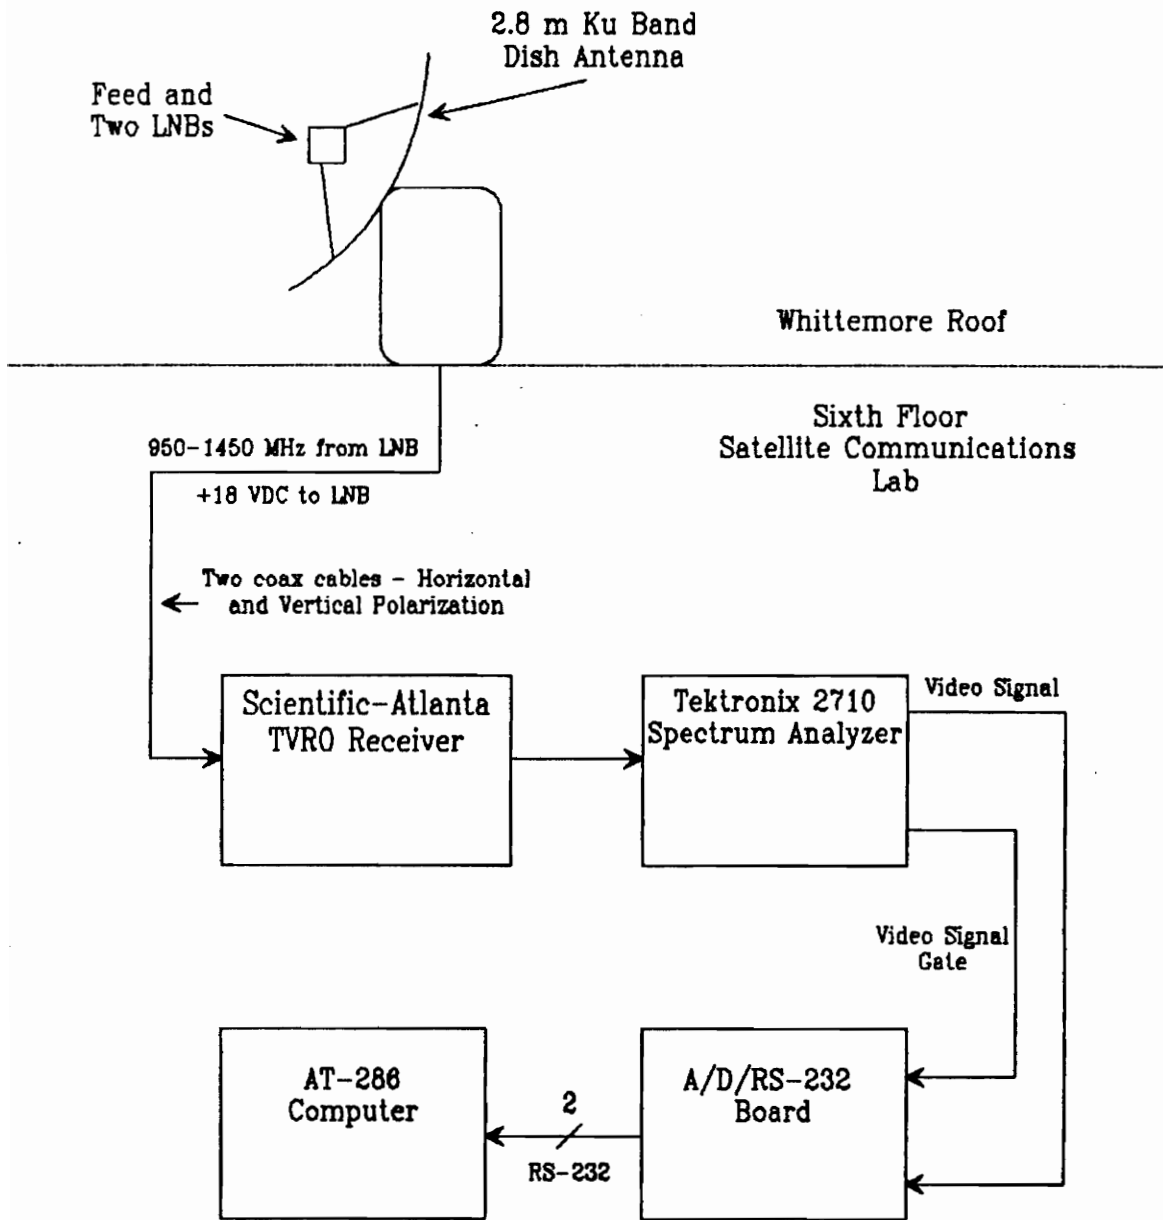 2.8 m Ku Band
Dish Antenna
Feed and
Two LNBs
Whittemore Roof
Sixth Floor
Satellite Communications
Lab
950-1450 MHz from LNB
+18 VDC to LNB
Two coax cables - Horizontal
and Vertical Polarization
Scientific-Atlanta
TVRO Receiver
Tektronix 2710
Spectrum Analyzer
Video Signal
Video Signal
Gate
AT-286
Computer
2
RS-232
A/D/RS-232
Board